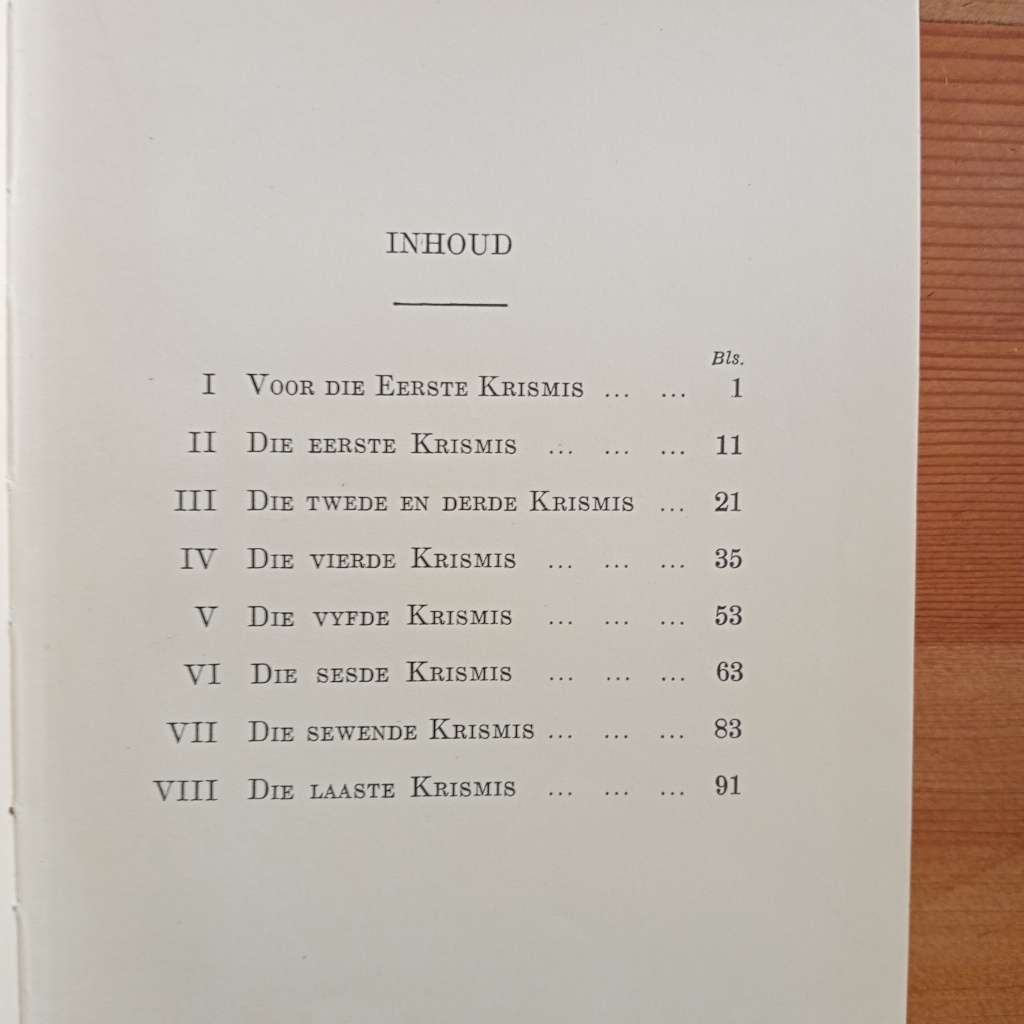 INHOUD
Bls.
I Voor die Eerste Krismis ... ... 1
II Die eerste Krismis ... ... ... 11
III Die twede en derde Krismis ... 21
IV Die vierde Krismis ... ... ... 35
V Die vyfde Krismis ... ... ... 53
VI Die sesde Krismis ... ... ... 63
VII Die sewende Krismis ... ... ... 83
VIII Die laaste Krismis ... ... ... 91